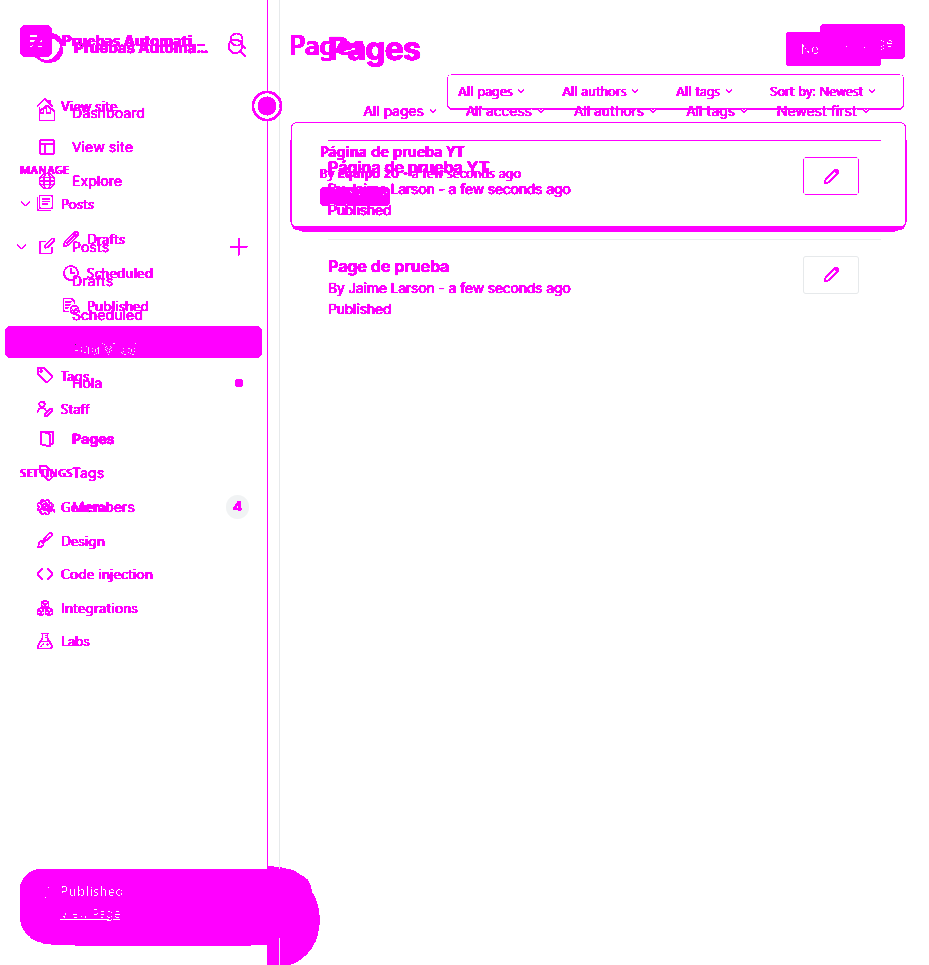 Pruebas Automati...
Pruebas Automa...
View site
Dashboard
View site
MANAGE
Explore
Posts
Drafts
Posts
Scheduled
Drafts
Published
Scheduled
Tags
Hola
Staff
Pages
SETTINGS
Tags
Members
4
Design
Code injection
Integrations
Labs
Published
View Page
Pages
Pages
All pages
All authors
All tags
Sort by: Newest
All pages
All access
All authors
All tags
Newest first
Página de prueba YT
Página de prueba YT
By Equipo 20 - a few seconds ago
By Jaime Larson - a few seconds ago
Published
Page de prueba
By Jaime Larson - a few seconds ago
Published